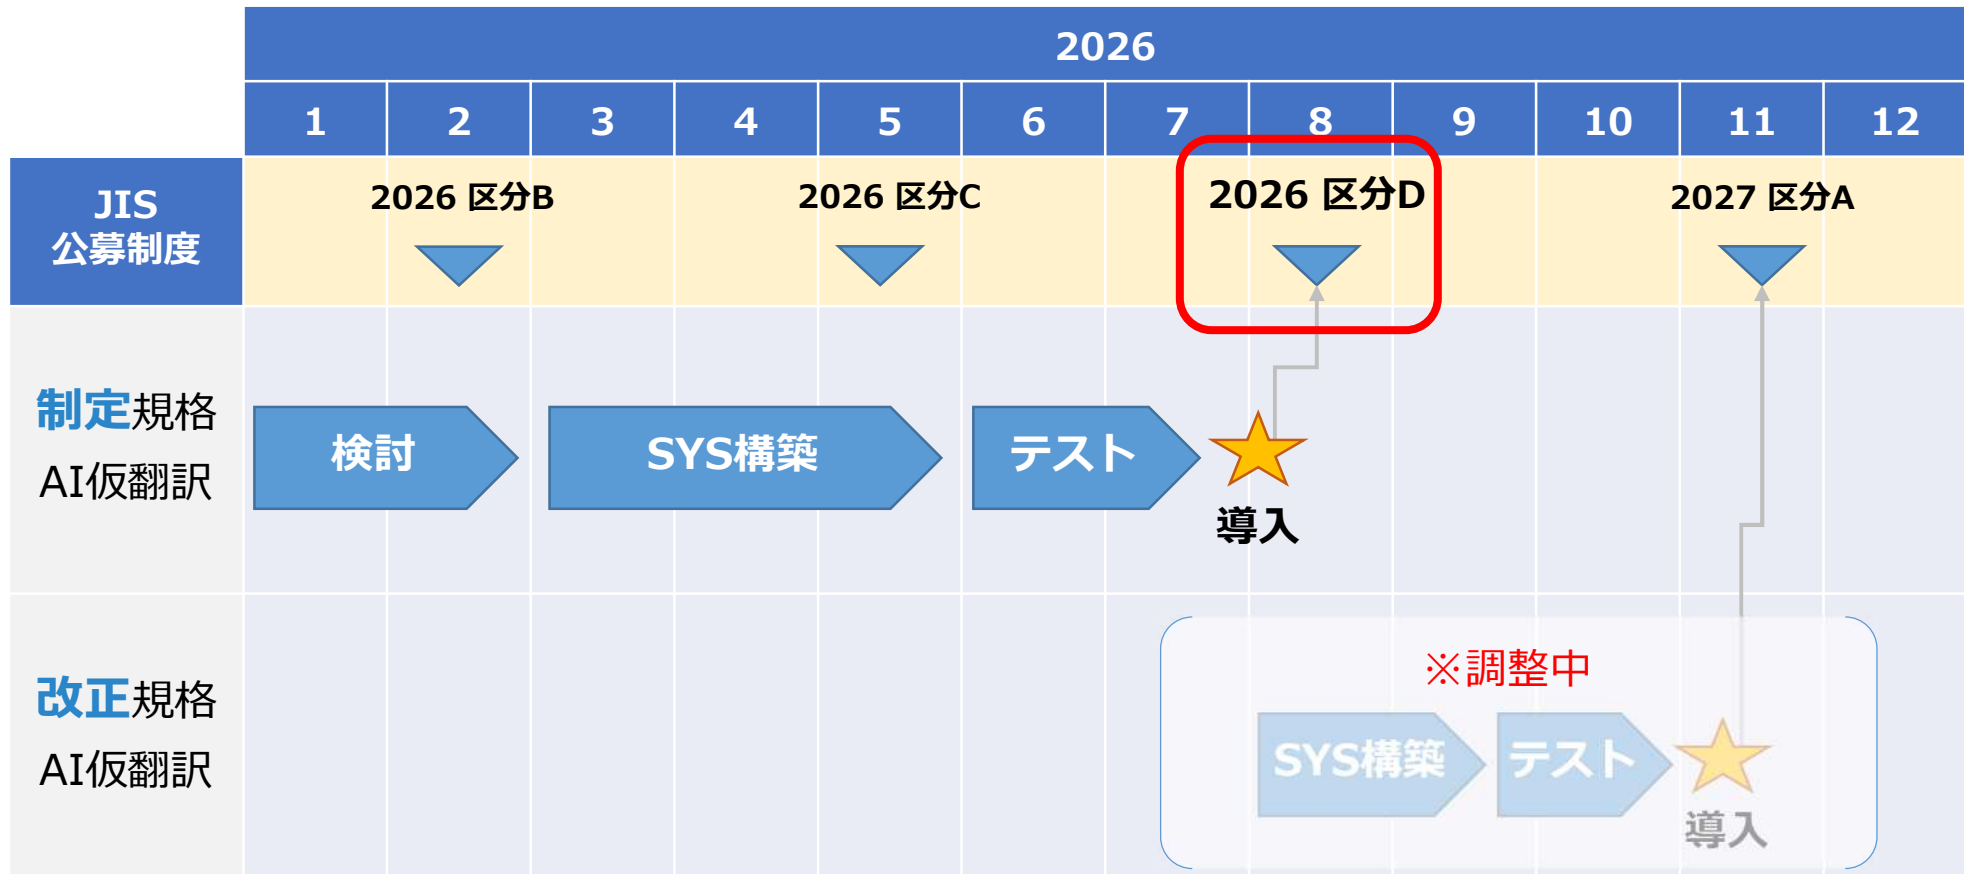 2026
1 2 3 4 5 6 7 8 9 10 11 12
JIS
公募制度
2026 区分B
2026 区分C
2026 区分D
2027 区分A
制定規格
AI仮翻訳
検討
SYS構築
テスト
導入
改正規格
AI仮翻訳
※調整中
SYS構築
テスト
導入